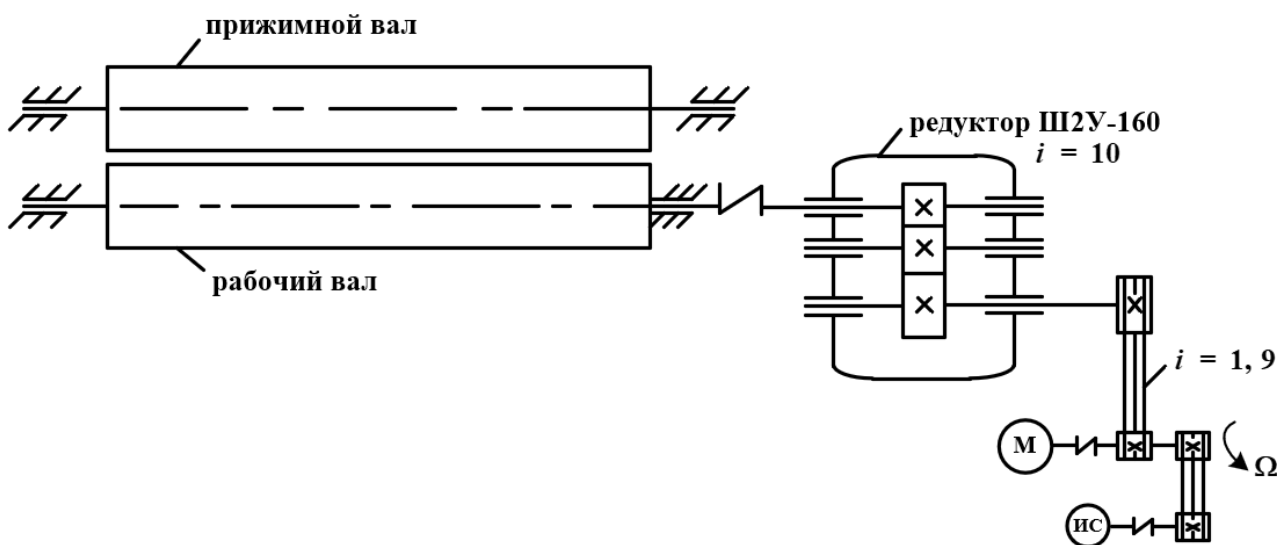 прижимной вал
редуктор Ш2У-160
i = 10
рабочий вал
i = 1, 9
М
Ω
ИС